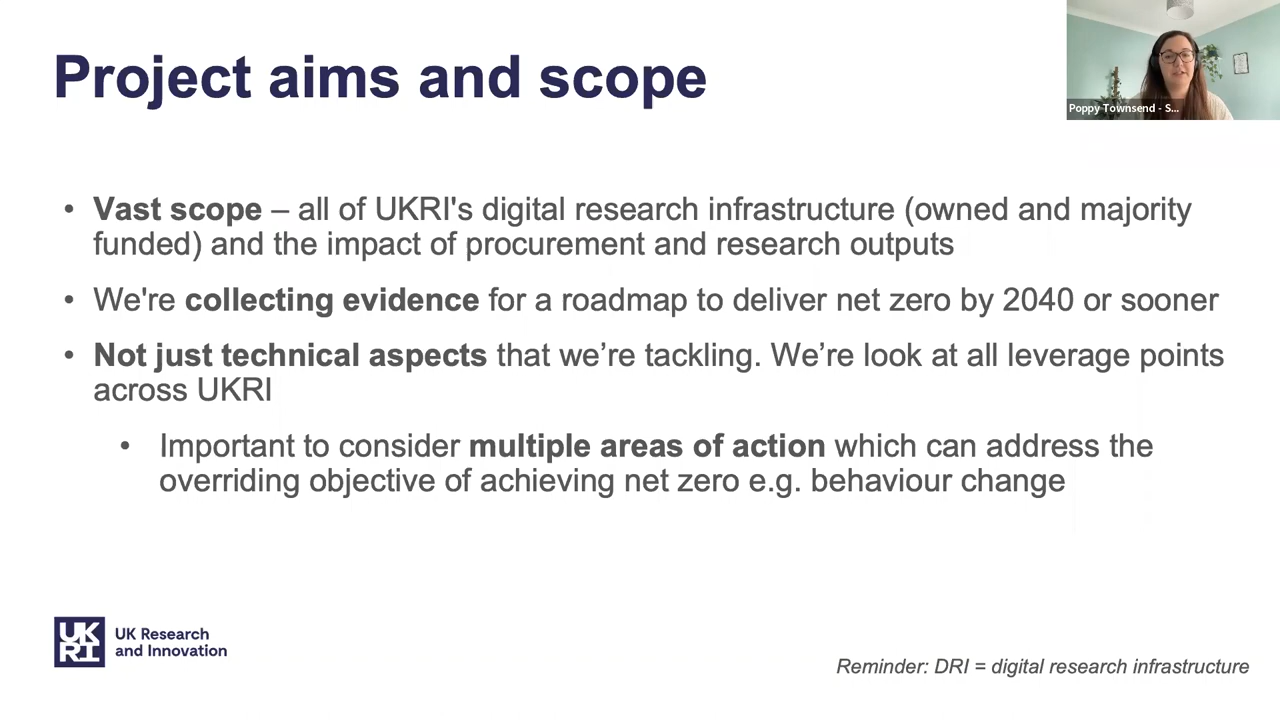 Project aims and scope
Poppy Townsend - S...
• Vast scope – all of UKRI's digital research infrastructure (owned and majority
funded) and the impact of procurement and research outputs
• We're collecting evidence for a roadmap to deliver net zero by 2040 or sooner
• Not just technical aspects that we’re tackling. We’re look at all leverage points
across UKRI
• Important to consider multiple areas of action which can address the
overriding objective of achieving net zero e.g. behaviour change
UK
RI
UK Research
and Innovation
Reminder: DRI = digital research infrastructure